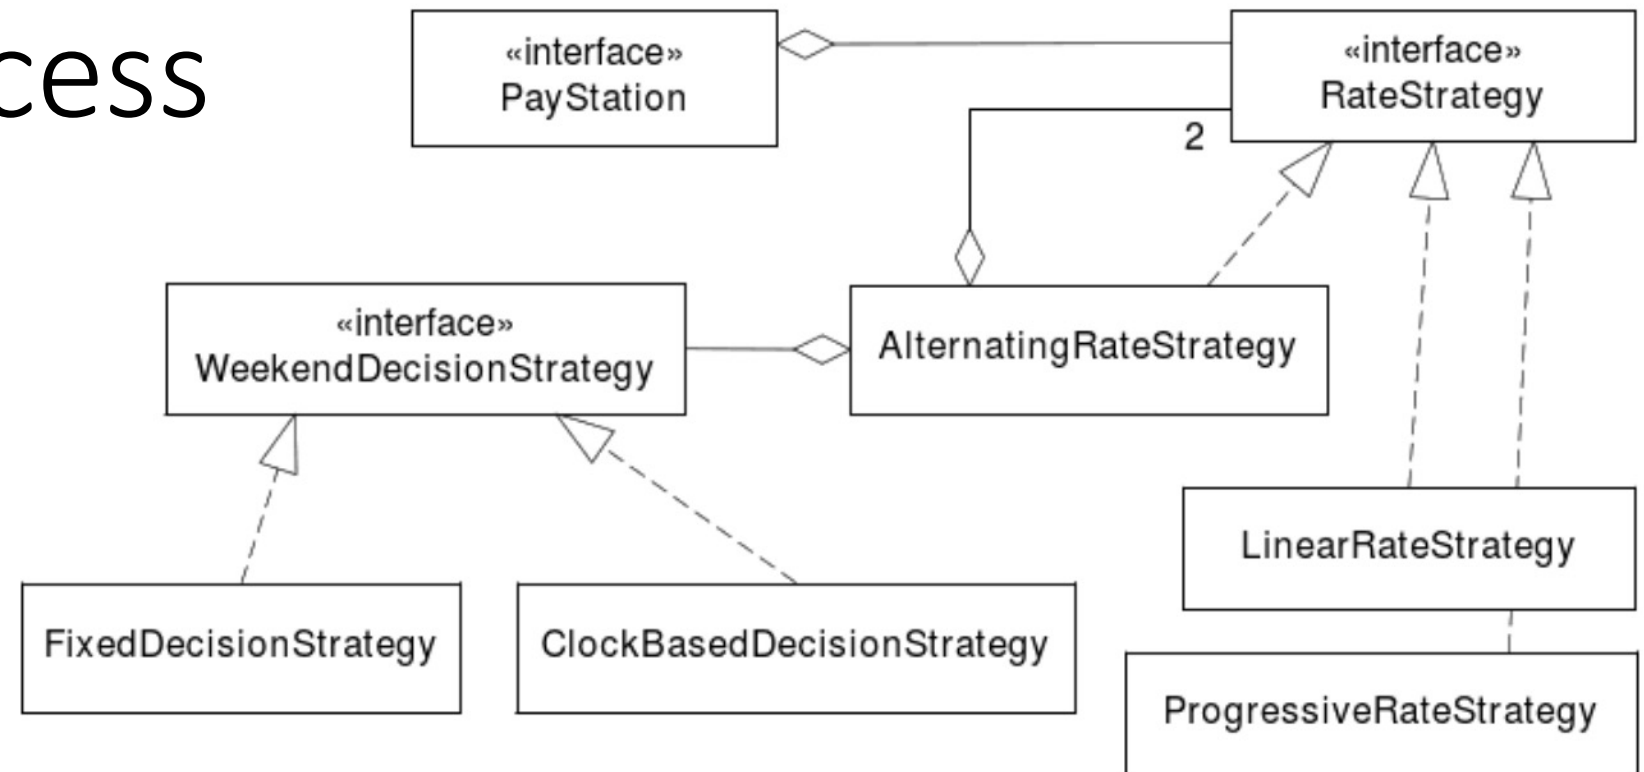 cess
«interface»
PayStation
«interface»
RateStrategy
2
«interface»
WeekendDecisionStrategy
AlternatingRateStrategy
LinearRateStrategy
FixedDecisionStrategy
ClockBasedDecisionStrategy
ProgressiveRateStrategy